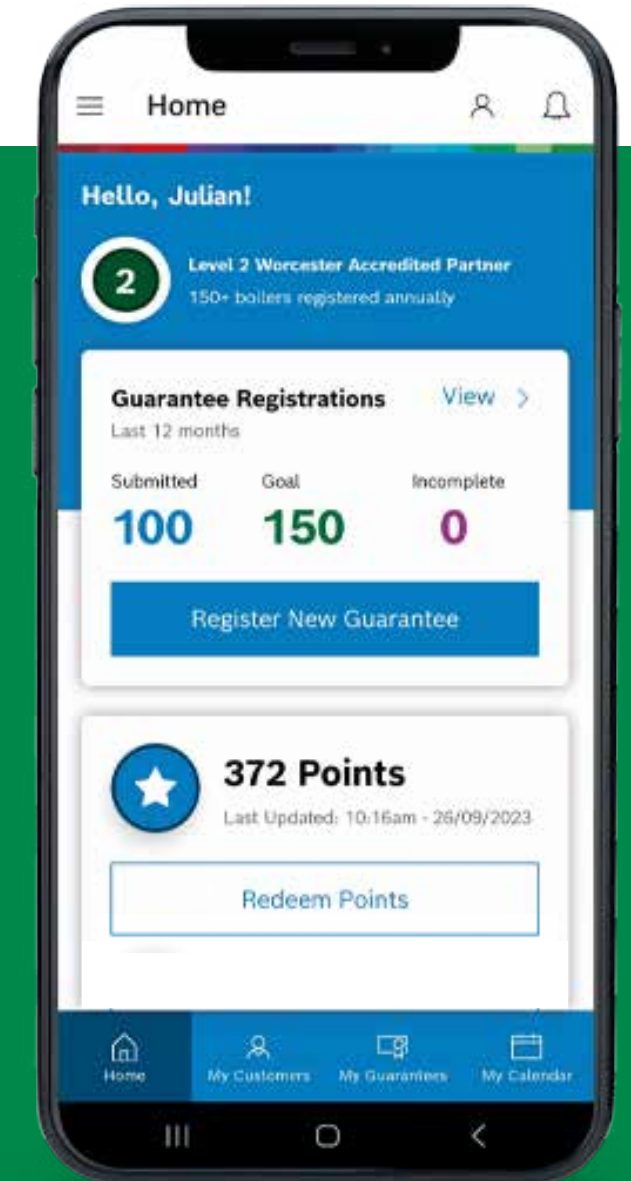 Home
Hello, Julian!
2
Level 2 Worcester Accredited Partner
150+ boilers registered annually
Guarantee Registrations View
Last 12 months
Submitted Goal Incomplete
100 150 0
Register New Guarantee
372 Points
Last Updated: 10:16am - 26/09/2023
Redeem Points
Home My Customers My Guarantees My Calendar